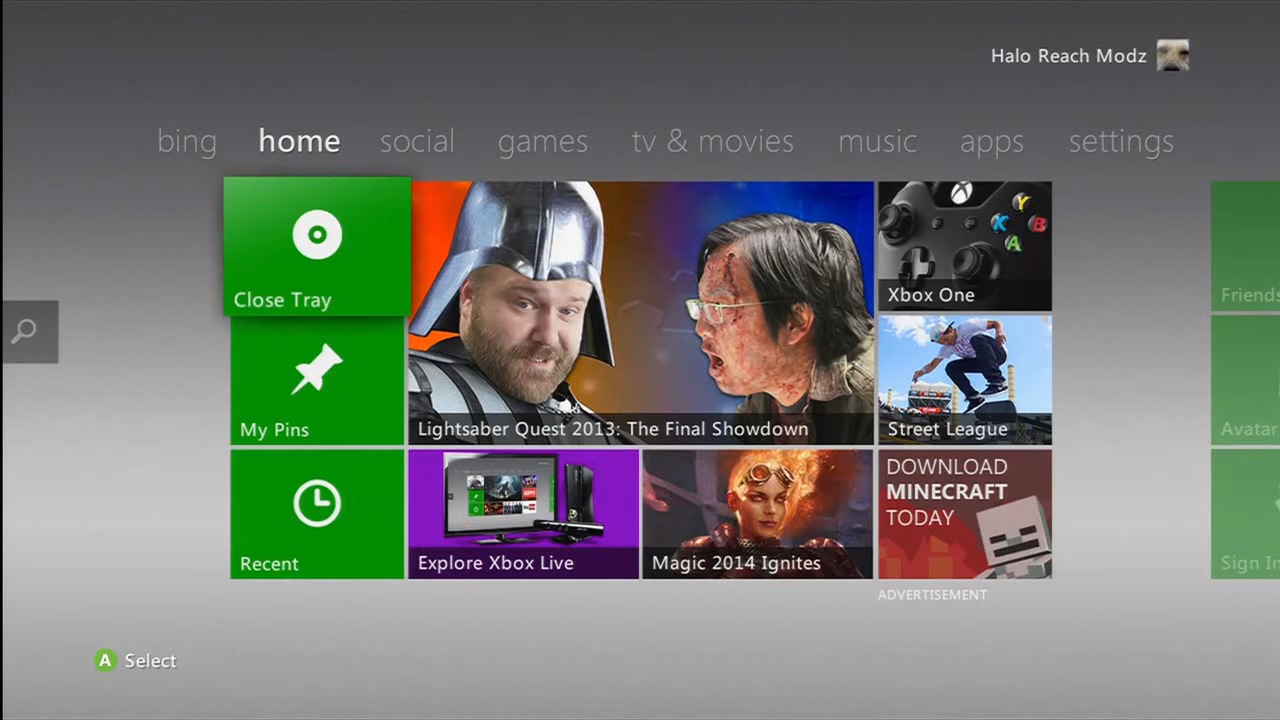 Halo Reach Modz
bing home social games tv & movies music apps settings
Close Tray
My Pins
Recent
Lightsaber Quest 2013: The Final Showdown
Explore Xbox Live
Magic 2014 Ignites
Y
X
B
A
Xbox One
Street League
DOWNLOAD
MINECRAFT
TODAY
ADVERTISEMENT
Friends
Avatar
Sign In
A Select